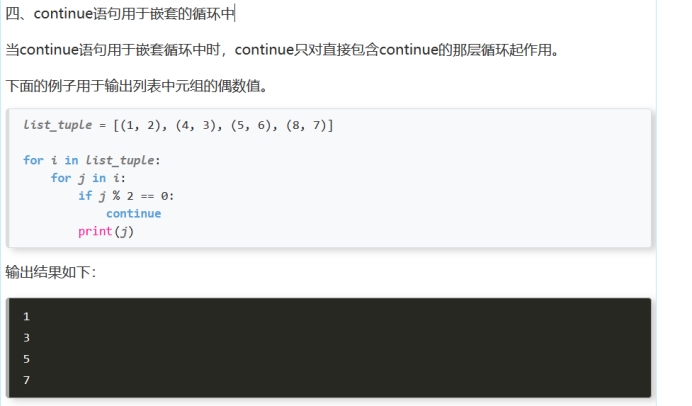 四、continue语句用于嵌套的循环中
当continue语句用于嵌套循环中时，continue只对直接包含continue的那层循环起作用。
下面的例子用于输出列表中元组的偶数值。
list_tuple = [(1, 2), (4, 3), (5, 6), (8, 7)]
for i in list_tuple:
    for j in i:
        if j % 2 == 0:
            continue
        print(j)
输出结果如下：
1
3
5
7